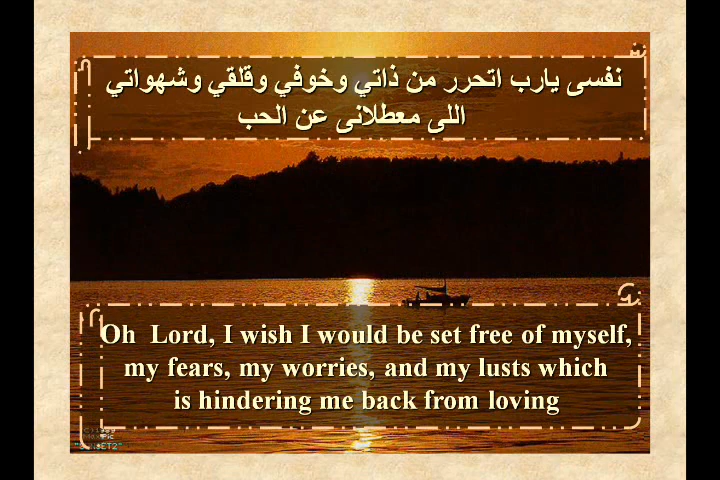 نفسى يارب اتحرر من ذاتي وخوفي وقلقي وشهواتي
اللى معطلانى عن الحب
Oh Lord, I wish I would be set free of myself,
my fears, my worries, and my lusts which
is hindering me back from loving